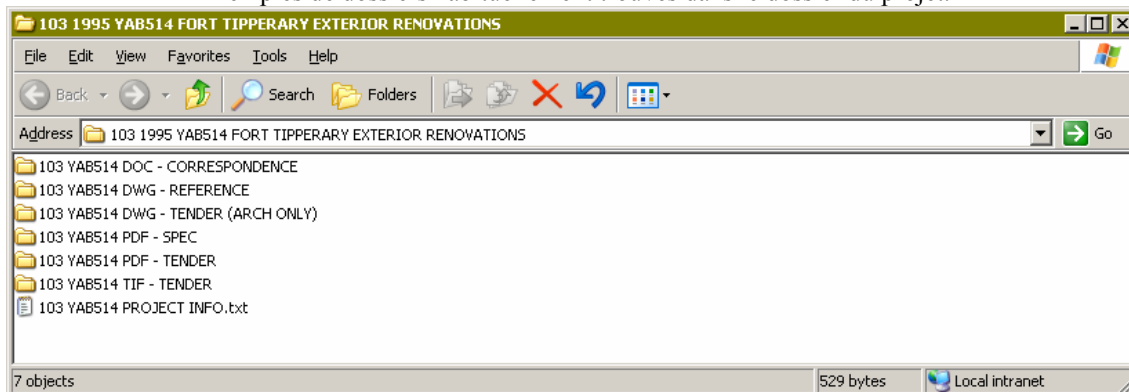 103 1995 YAB514 FORT TIPPERARY EXTERIOR RENOVATIONS
File Edit View Favorites Tools Help
Back Search Folders
Address 103 1995 YAB514 FORT TIPPERARY EXTERIOR RENOVATIONS Go
103 YAB514 DOC - CORRESPONDENCE
103 YAB514 DWG - REFERENCE
103 YAB514 DWG - TENDER (ARCH ONLY)
103 YAB514 PDF - SPEC
103 YAB514 PDF - TENDER
103 YAB514 TIF - TENDER
103 YAB514 PROJECT INFO.txt
7 objects 529 bytes Local intranet